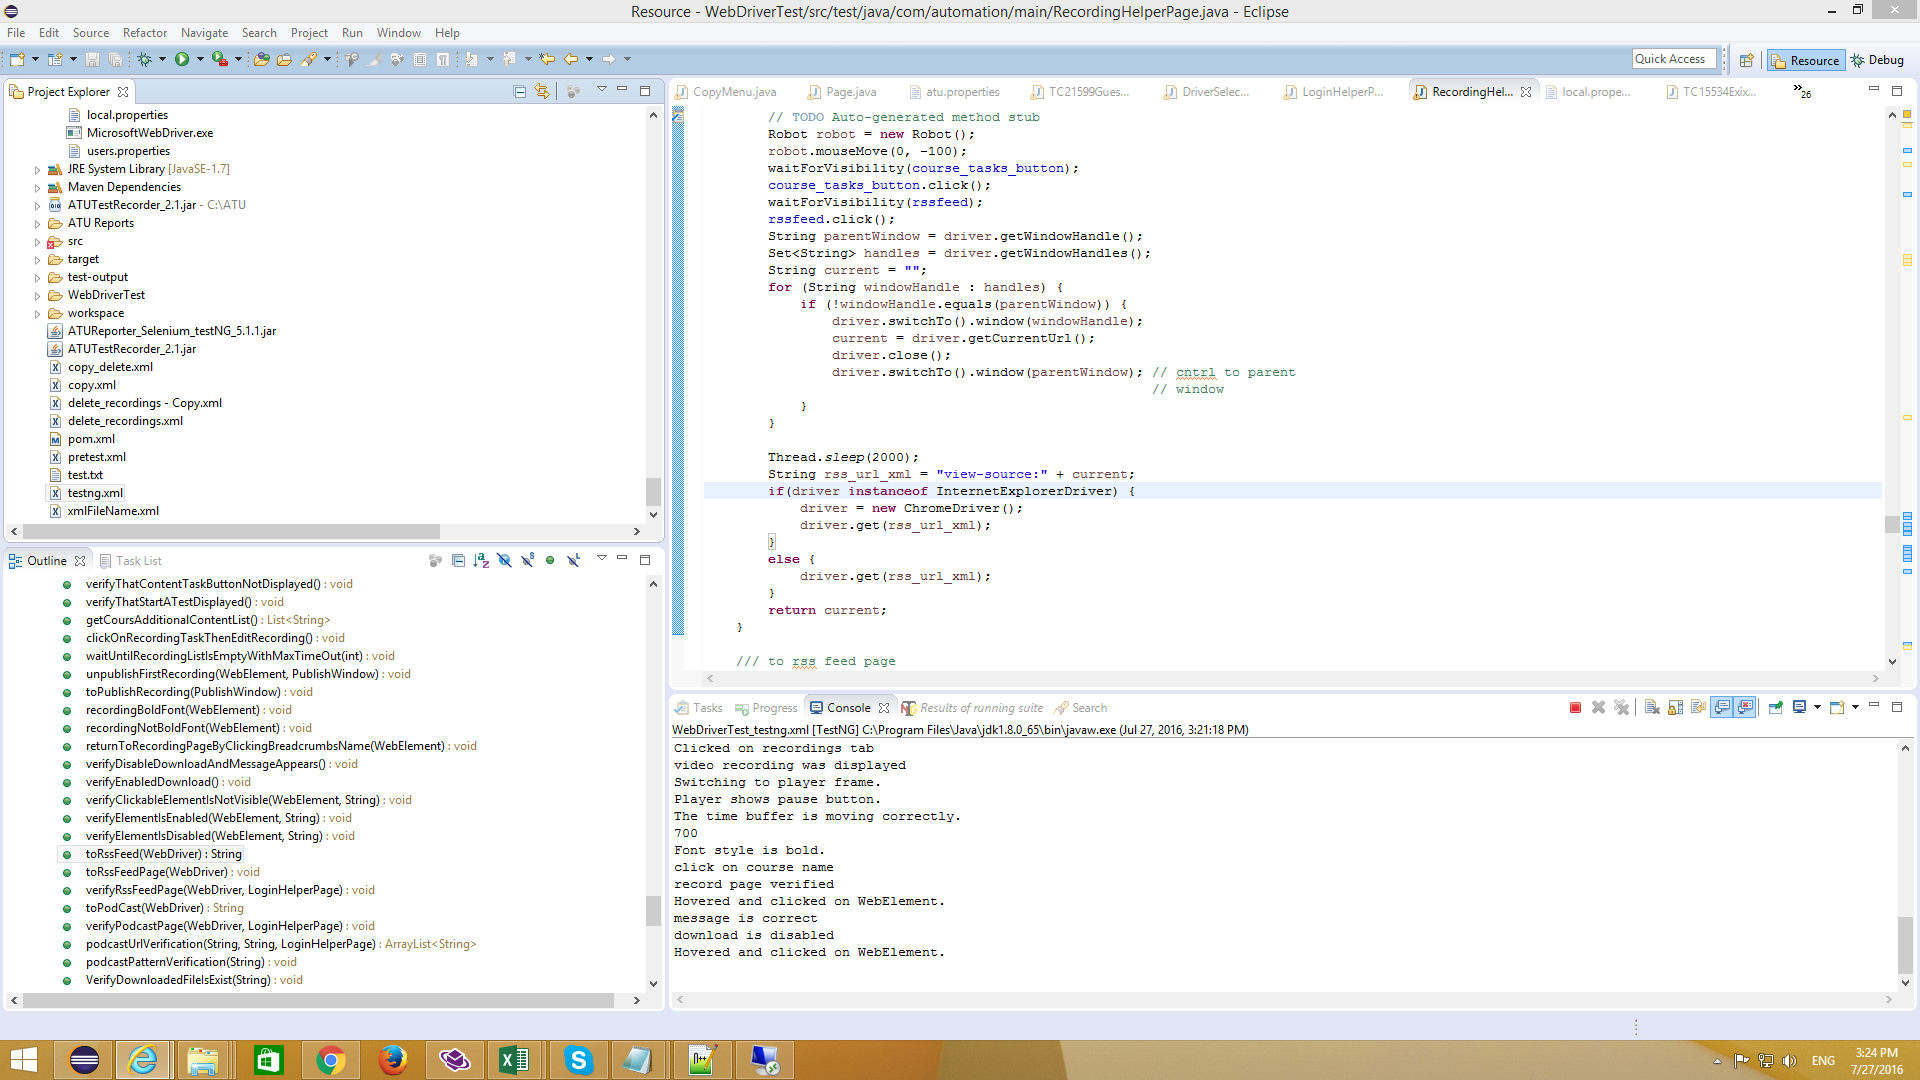 Resource - WebDriverTest/src/test/java/com/automation/main/RecordingHelperPage.java - Eclipse
File Edit Source Refactor Navigate Search Project Run Window Help
Quick Access
Resource
Debug
Project Explorer
local.properties
MicrosoftWebDriver.exe
users.properties
JRE System Library [JavaSE-1.7]
Maven Dependencies
ATUTestRecorder_2.1.jar - C:\ATU
ATU Reports
src
target
test-output
WebDriverTest
workspace
ATUReporter_Selenium_testNG_5.1.1.jar
ATUTestRecorder_2.1.jar
copy_delete.xml
copy.xml
delete_recordings - Copy.xml
delete_recordings.xml
pom.xml
pretest.xml
test.txt
testng.xml
xmlFileName.xml
Outline Task List
verifyThatContentTaskButtonNotDisplayed() : void
verifyThatStartATestDisplayed() : void
getCoursAdditionalContentList() : List<String>
clickOnRecordingTaskThenEditRecording() : void
waitUntilRecordingListIsEmptyWithMaxTimeOut(int) : void
unpublishFirstRecording(WebElement, PublishWindow) : void
toPublishRecording(PublishWindow) : void
recordingBoldFont(WebElement) : void
recordingNotBoldFont(WebElement) : void
returnToRecordingPageByClickingBreadcrumbsName(WebElement) : void
verifyDisableDownloadAndMessageAppears() : void
verifyEnabledDownload() : void
verifyClickableElementIsNotVisible(WebElement, String) : void
verifyElementIsEnabled(WebElement, String) : void
verifyElementIsDisabled(WebElement, String) : void
toRssFeed(WebDriver) : String
toRssFeedPage(WebDriver) : void
verifyRssFeedPage(WebDriver, LoginHelperPage) : void
toPodCast(WebDriver) : String
verifyPodcastPage(WebDriver, LoginHelperPage) : void
podcastUrlVerification(String, String, LoginHelperPage) : ArrayList<String>
podcastPatternVerification(String) : void
VerifyDownloadedFileIsExist(String) : void
CopyMenu.java Page.java atu.properties TC21599Gues... DriverSelec... LoginHelperP... RecordingHel... local.prope... TC15534Exix... »26
// TODO Auto-generated method stub
Robot robot = new Robot();
robot.mouseMove(0, -100);
waitForVisibility(course_tasks_button);
course_tasks_button.click();
waitForVisibility(rssfeed);
rssfeed.click();
String parentWindow = driver.getWindowHandle();
Set<String> handles = driver.getWindowHandles();
String current = "";
for (String windowHandle : handles) {
if (!windowHandle.equals(parentWindow)) {
driver.switchTo().window(windowHandle);
current = driver.getCurrentUrl();
driver.close();
driver.switchTo().window(parentWindow); // cntrl to parent
// window
}
}
Thread.sleep(2000);
String rss_url_xml = "view-source:" + current;
if(driver instanceof InternetExplorerDriver) {
driver = new ChromeDriver();
driver.get(rss_url_xml);
}
else {
driver.get(rss_url_xml);
}
return current;
}
/// to rss feed page
Tasks Progress Console Results of running suite Search
WebDriverTest_testng.xml [TestNG] C:\Program Files\Java\jdk1.8.0_65\bin\javaw.exe (Jul 27, 2016, 3:21:18 PM)
Clicked on recordings tab
video recording was displayed
Switching to player frame.
Player shows pause button.
The time buffer is moving correctly.
700
Font style is bold.
click on course name
record page verified
Hovered and clicked on WebElement.
message is correct
download is disabled
Hovered and clicked on WebElement.
ENG
3:24 PM
7/27/2016